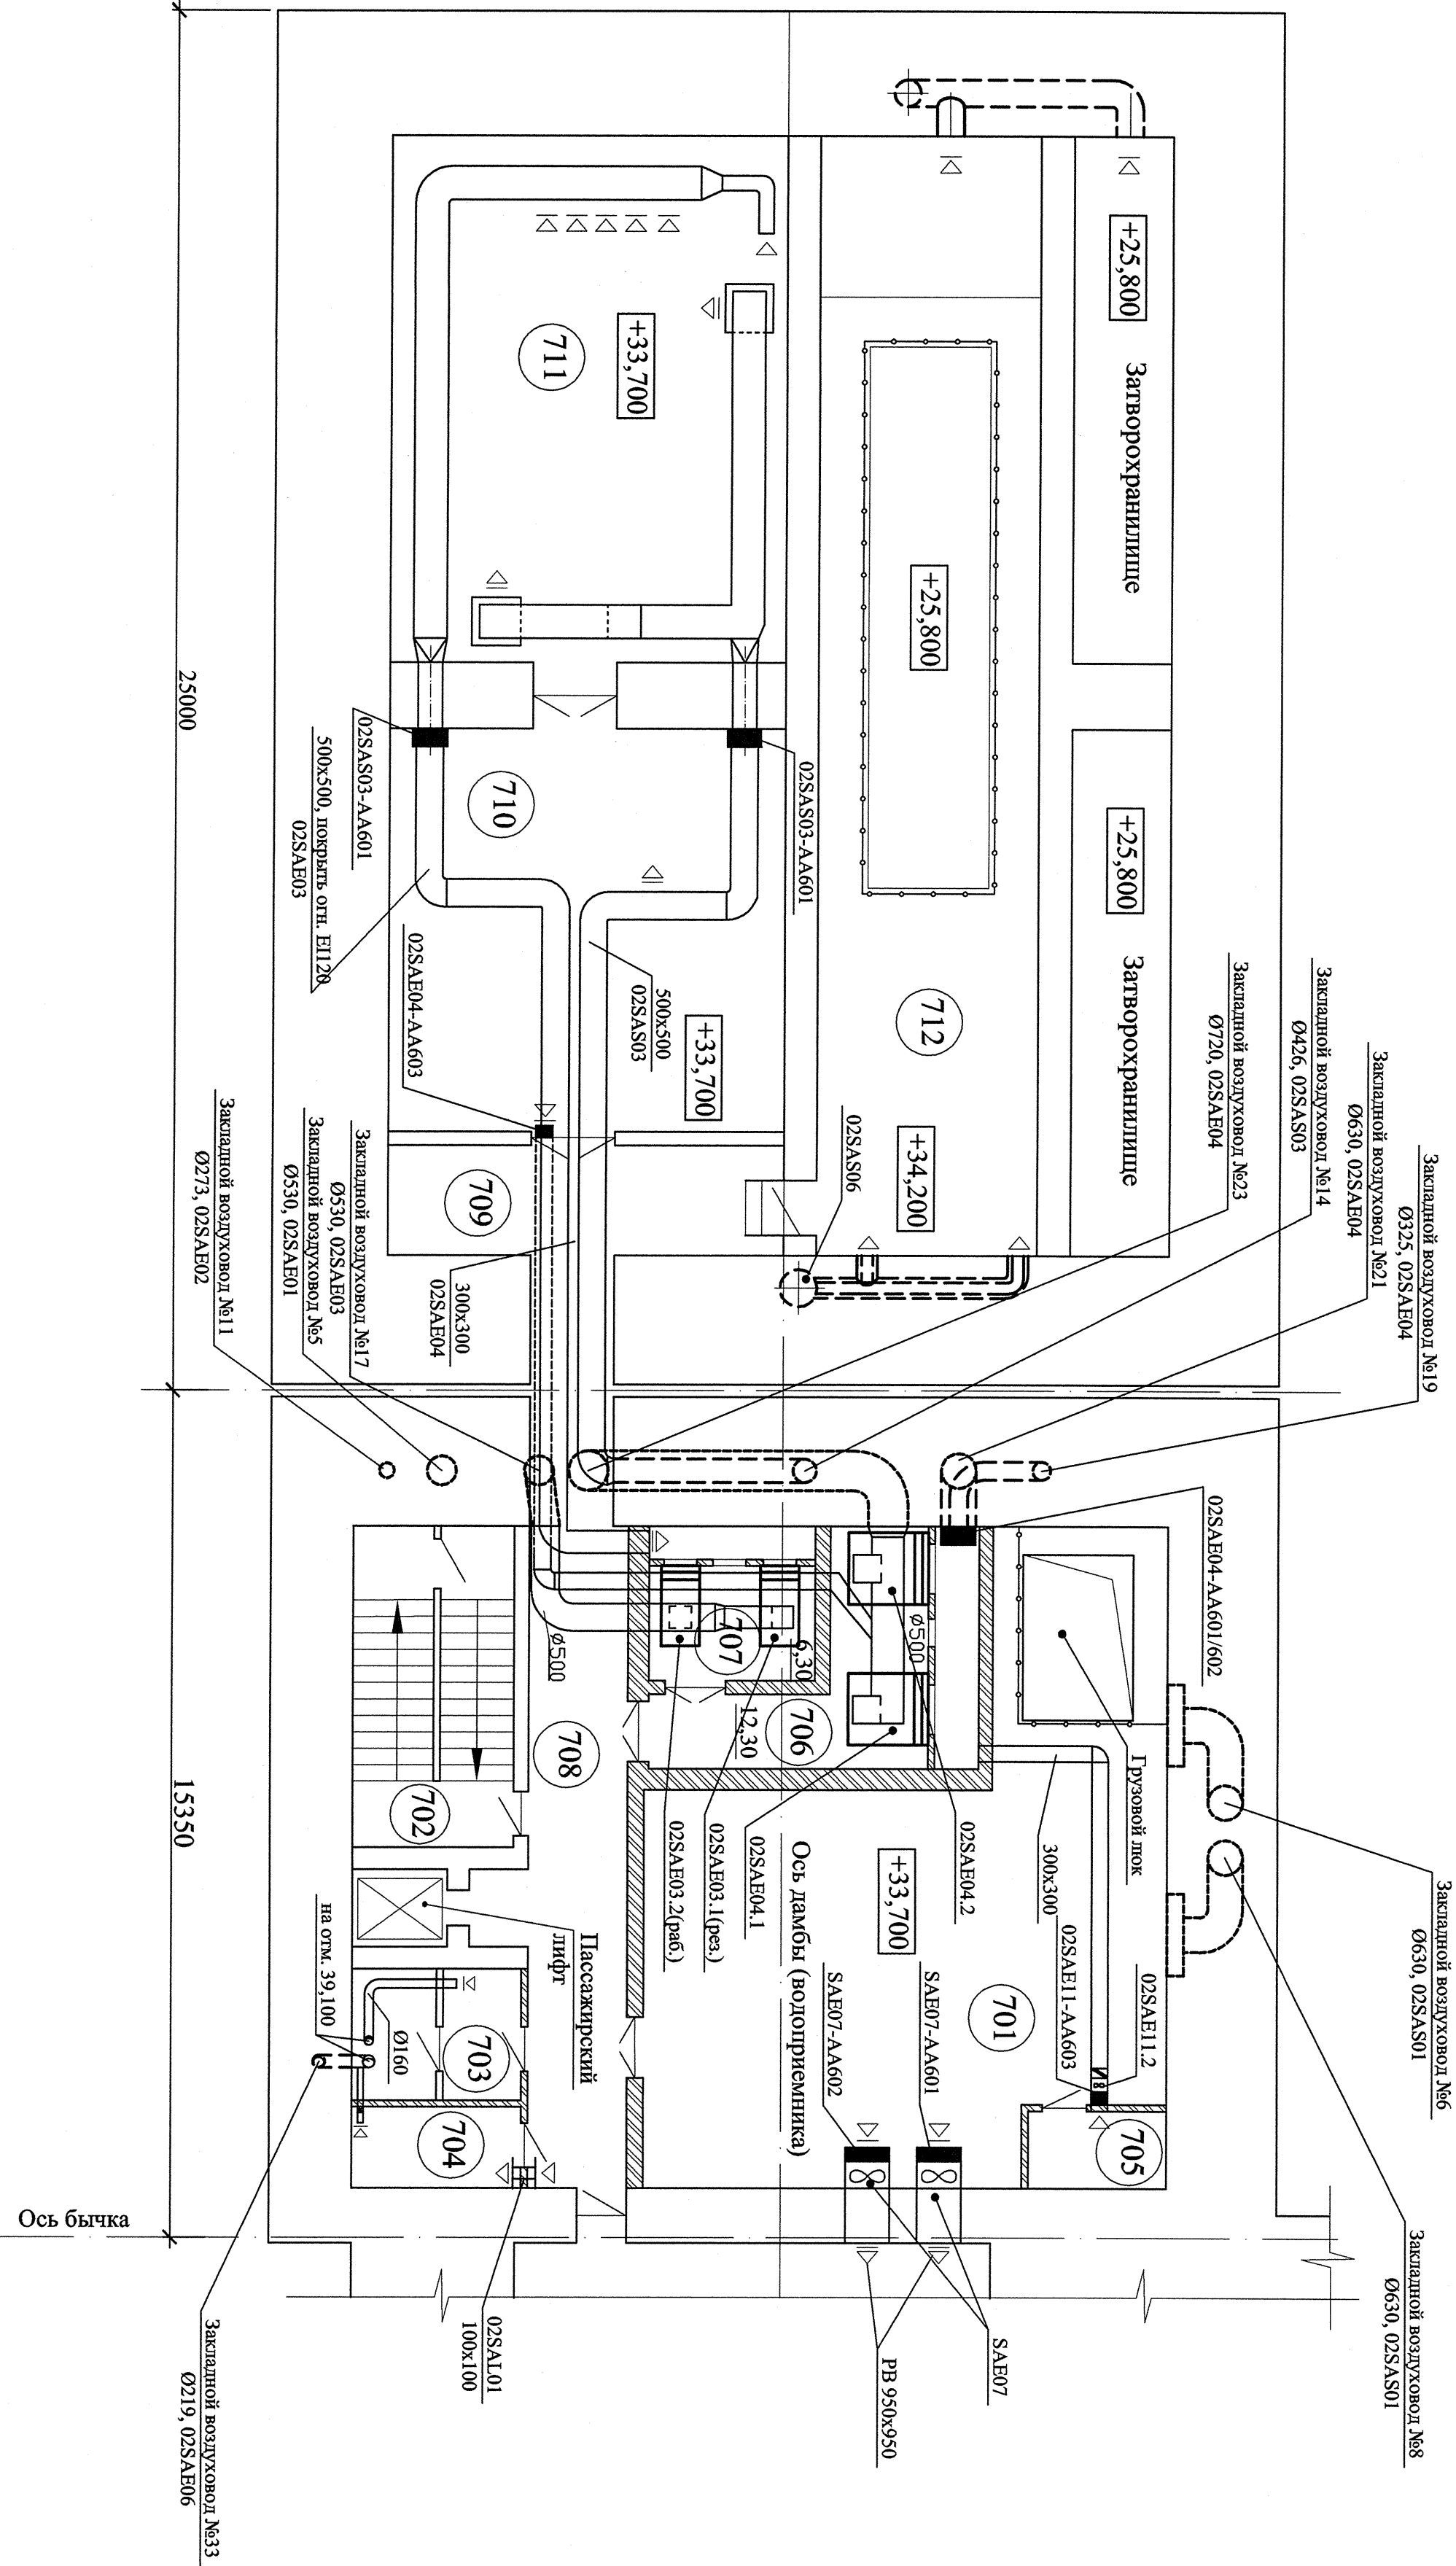 +25,800
Затворохранилище
+25,800
Затворохранилище
+25,800
712
+34,200
02SAS06
+33,700
711
02SAS03-AA601
710
02SAS03-AA601
500x500, покрыть огн. EI120
02SAE03
500x500
02SAS03
+33,700
02SAE04-AA603
709
300x300
02SAE04
Закладной воздуховод №19
Ø325, 02SAE04
Закладной воздуховод №21
Ø630, 02SAE04
Закладной воздуховод №14
Ø426, 02SAS03
Закладной воздуховод №23
Ø720, 02SAE04
Закладной воздуховод №17
Ø530, 02SAE03
Закладной воздуховод №5
Ø530, 02SAE01
Закладной воздуховод №11
Ø273, 02SAE02
02SAE04-AA601/602
Грузовой люк
Закладной воздуховод №6
Ø630, 02SAS01
Закладной воздуховод №8
Ø630, 02SAS01
300x300
02SAE11-AA603
02SAE11.2
705
701
+33,700
02SAE04.2
Ø500
706
707
6,30
12,30
Ø500
02SAE04.1
02SAE03.1(рез.)
02SAE03.2(раб.)
Ось дамбы (водоприемника)
SAE07-AA601
SAE07-AA602
SAE07
РВ 950x950
708
702
Пассажирский
лифт
703
704
Ø160
на отм. 39,100
02SAL01
100x100
Закладной воздуховод №33
Ø219, 02SAE06
25000
15350
Ось бычка